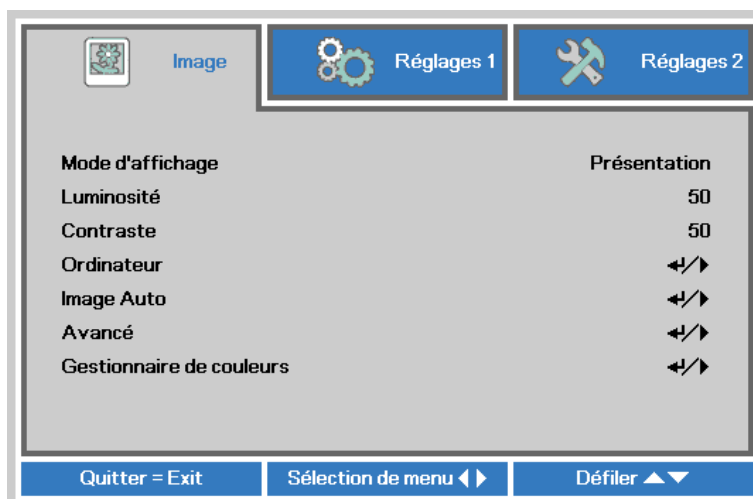 Image
Réglages 1
Réglages 2
Mode d'affichage Présentation
Luminosité 50
Contraste 50
Ordinateur
Image Auto
Avancé
Gestionnaire de couleurs
Quitter = Exit
Sélection de menu
Défiler